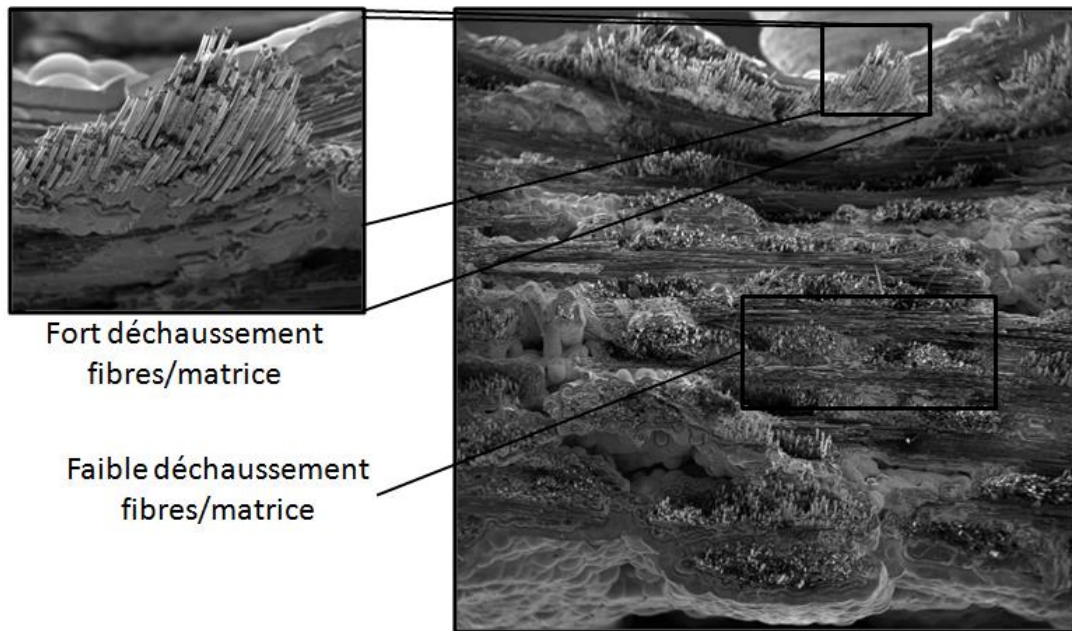 Fort déchaussement
fibres/matrice
Faible déchaussement
fibres/matrice